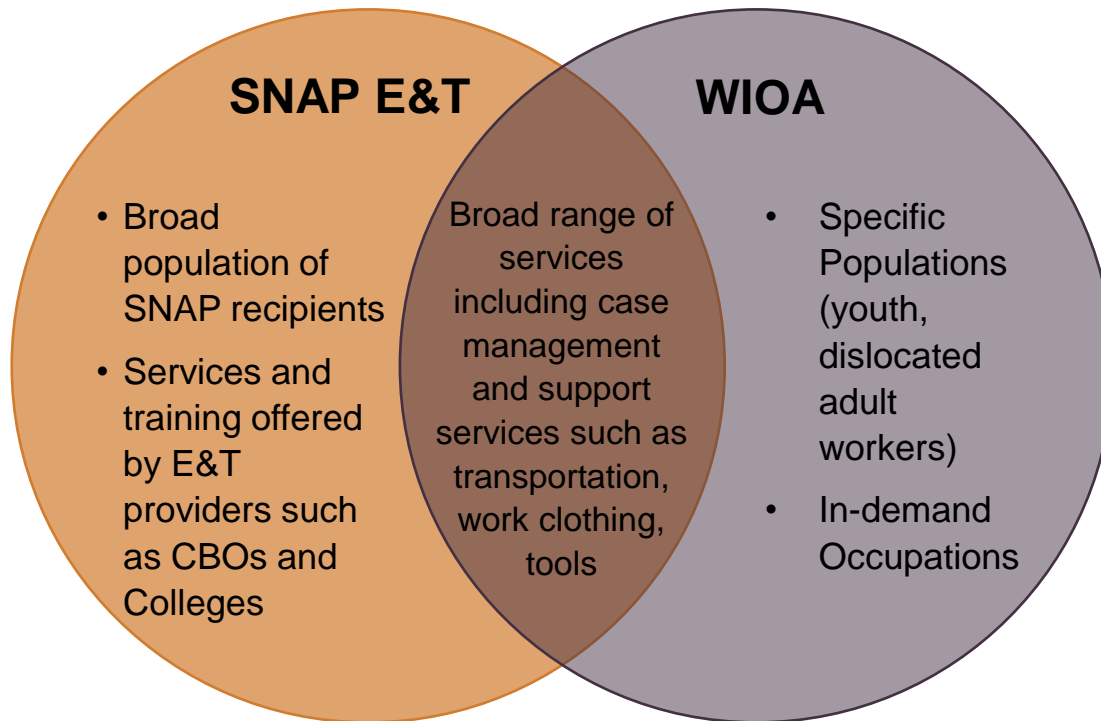 SNAP E&T
• Broad
population of
SNAP recipients
• Services and
training offered
by E&T
providers such
as CBOs and
Colleges
Broad range of
services
including case
management
and support
services such as
transportation,
work clothing,
tools
WIOA
• Specific
Populations
(youth,
dislocated
adult
workers)
• In-demand
Occupations